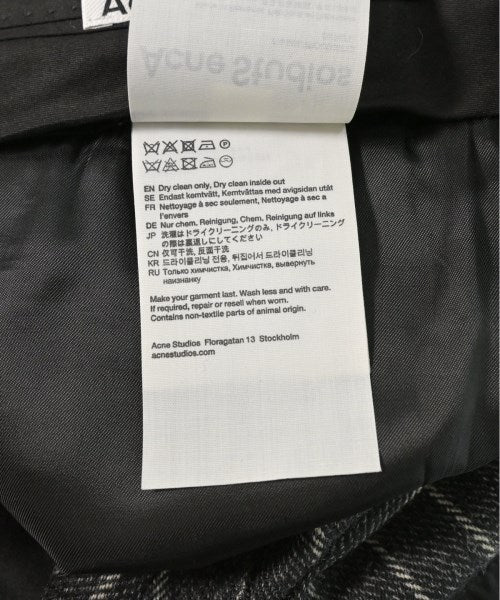 Ac
Acne Studios
EN Dry clean only, Dry clean inside out
SE Endast kemtvätt, Kemtvättas med avigsidan utåt
FR Nettoyage à sec seulement, Nettoyage à sec a
l'envers
DE Nur chem. Reinigung, Chem. Reinigung auf links
JP 洗濯はドライクリーニングのみ、ドライクリーニング
の際は裏返しにしてください
CN 仅可干洗, 反面干洗
KR 드라이클리닝 전용, 뒤집어서 드라이클리닝
RU Только химчистка, Химчистка, вывернуть
наизнанку
Make your garment last. Wash less and with care.
If required, repair or resell when worn.
Contains non-textile parts of animal origin.
Acne Studios Floragatan 13 Stockholm
acnestudios.com